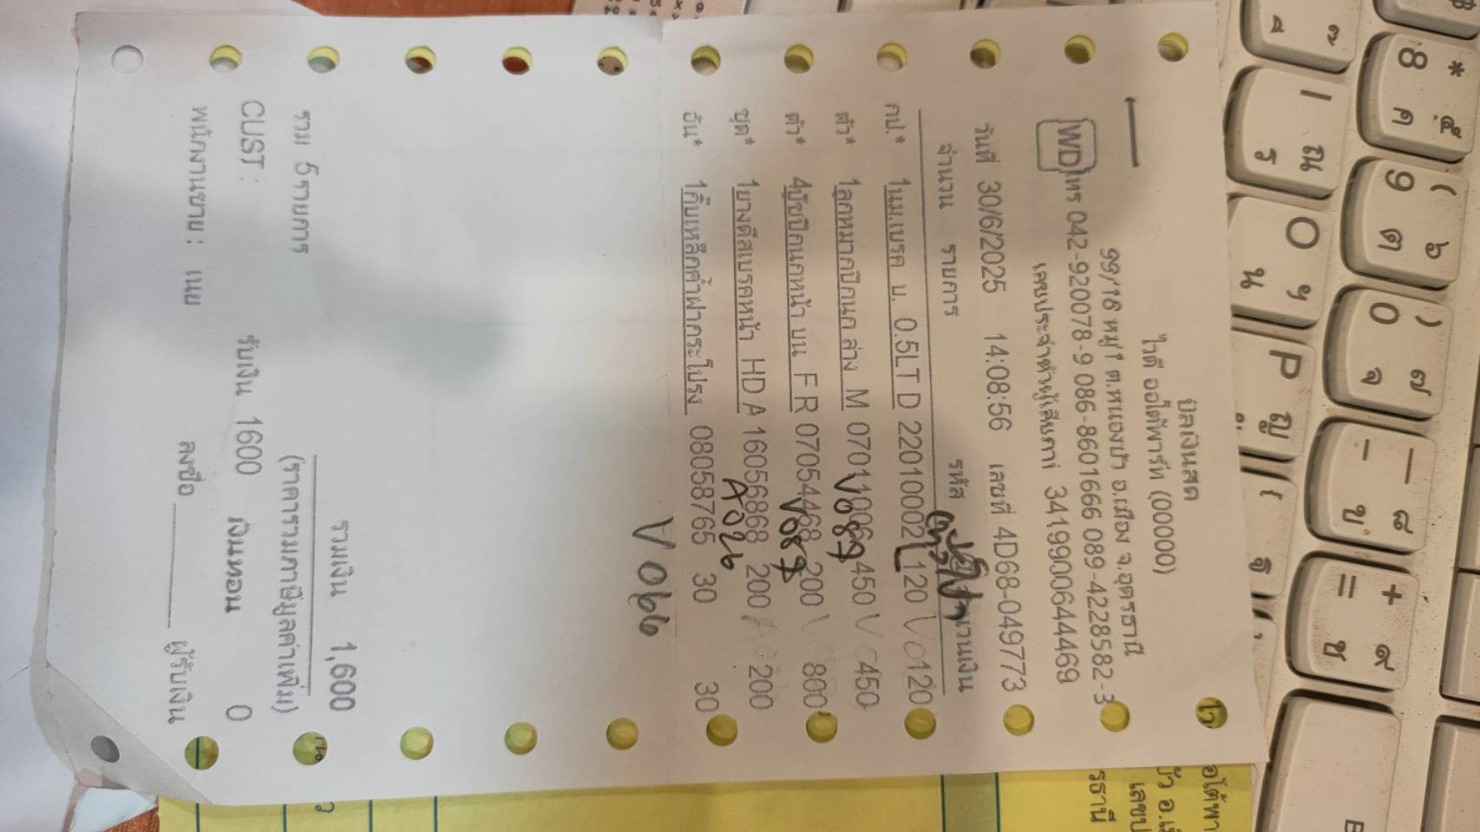 บิลเงินสด
ไวดี ออโต้พาร์ท (00000)
99/16 หมู่1 ต.หนองบัว อ.เมือง จ.อุดรธานี
WD โทร 042-920078-9 086-8601666 089-4228582-3
เลขประจำตัวผู้เสียภาษี 3419900644469
วันที่ 30/6/2025 14:08:56 เลขที่ 4D68-049773
จำนวน รายการ รหัส จำนวนเงิน
กป.* 1 นม.เบรค บ. 0.5LT D 22010002 120 120
ตัว* 1 ลูกหมากปีกนก ล่าง M 07011006 450 V 450
V089
ตัว* 4 บูชปีกนกหน้า บน F R 07054468 200 V 800
V089
ชุด* 1 ยางดิสเบรคหน้า HD A 16056868 200 A 200
A026
อัน* 1 กิ๊บเหล็กค้ำฝากระโปรง 08058765 30 30
V066
รวม 5 รายการ รวมเงิน 1,600
(ราคารวมภาษีมูลค่าเพิ่ม)
CUST : รับเงิน 1600 เงินทอน 0
พนักงานขาย : เนย ลงชื่อ ผู้รับเงิน